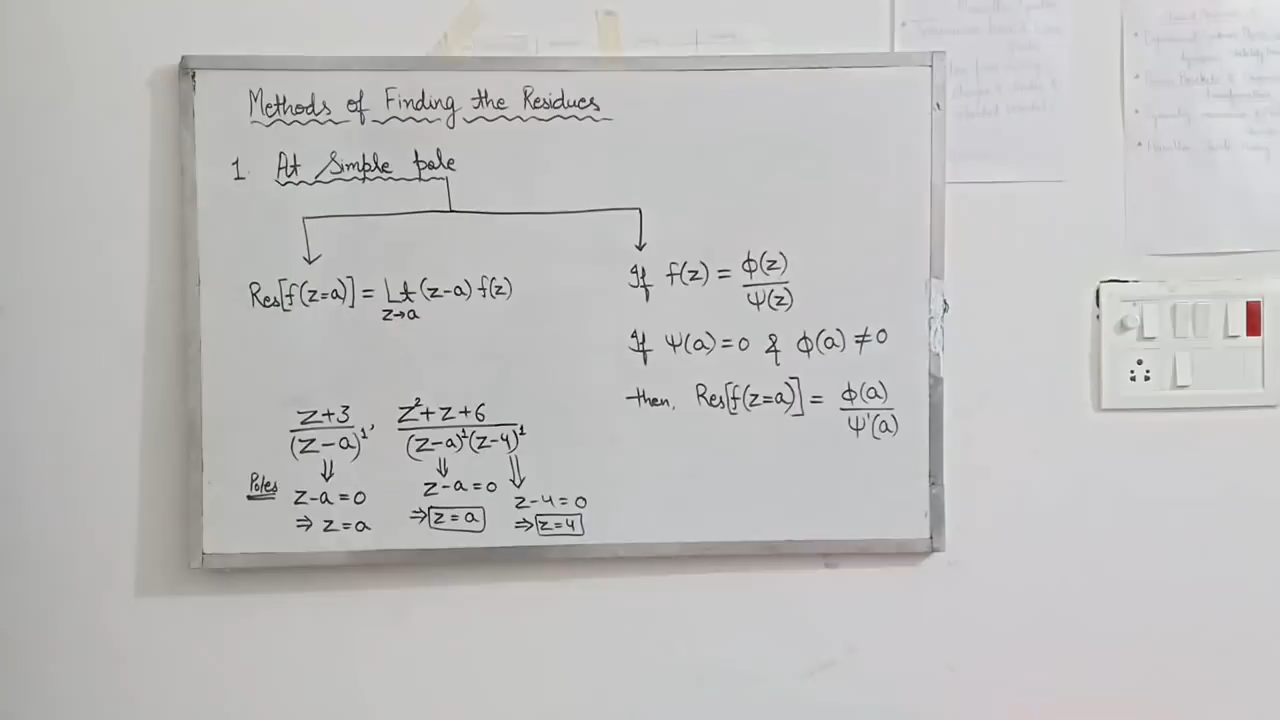 Methods of Finding the Residues
1. At Simple pole
Res[f(z=a)] = Lt (z-a) f(z)
z→a
If f(z) = ϕ(z)/ψ(z)
If ψ(a)=0 & ϕ(a) ≠0
then, Res[f(z=a)] = ϕ(a)/ψ'(a)
z+3/(z-a)¹, z²+z+6/(z-a)¹(z-4)¹
⇓ ⇓ ⇓
Poles z-a=0 z-a=0 z-4=0
⇒ z=a ⇒ z=a ⇒ z=4